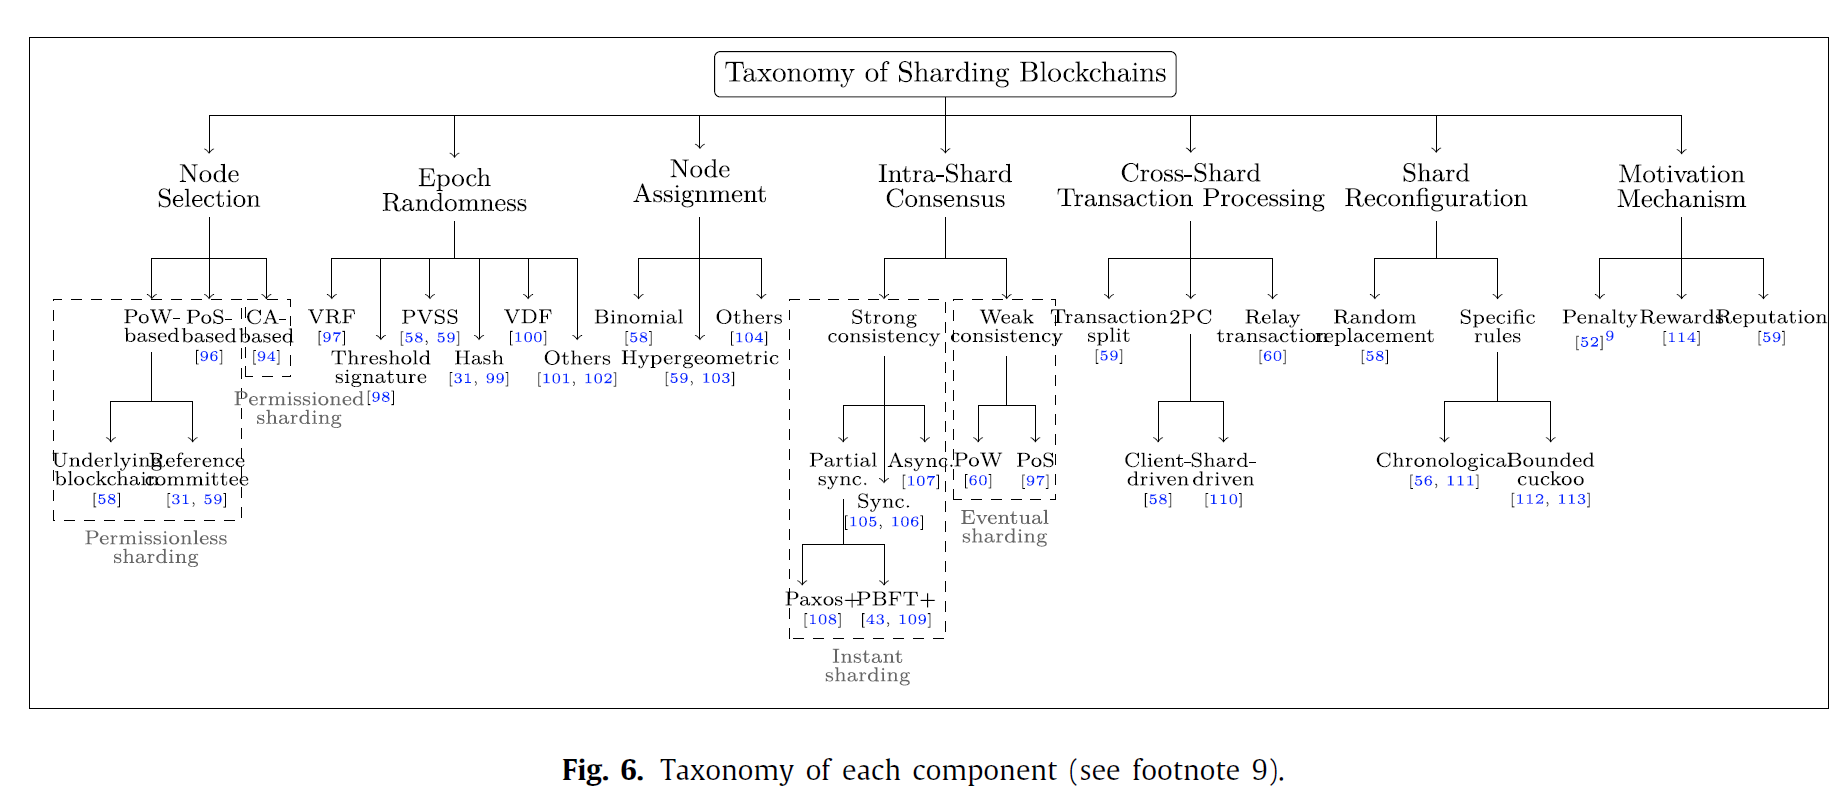 Taxonomy of Sharding Blockchains
Node
Selection
Epoch
Randomness
Node
Assignment
Intra-Shard
Consensus
Cross-Shard
Transaction Processing
Shard
Reconfiguration
Motivation
Mechanism
PoW-
based
PoS-
based
[96]
CA-
based
[94]
VRF
[97]
Threshold
signature
[98]
PVSS
[58, 59]
Hash
[31, 99]
VDF
[100]
Others
[101, 102]
Binomial
[58]
Hypergeometric
[59, 103]
Others
[104]
Strong
consistency
Weak
consistency
Transaction
split
[59]
2PC
Relay
transaction
[60]
Random
replacement
[58]
Specific
rules
Penalty
[52]9
Rewards
[114]
Reputation
[59]
Permissioned
sharding
Underlying
blockchain
[58]
Reference
committee
[31, 59]
Permissionless
sharding
Partial
sync.
Sync.
[105, 106]
Async.
[107]
PoW
[60]
PoS
[97]
Eventual
sharding
Client-
driven
[58]
Shard-
driven
[110]
Chronological
[56, 111]
Bounded
cuckoo
[112, 113]
Paxos+
[108]
PBFT+
[43, 109]
Instant
sharding
Fig. 6. Taxonomy of each component (see footnote 9).